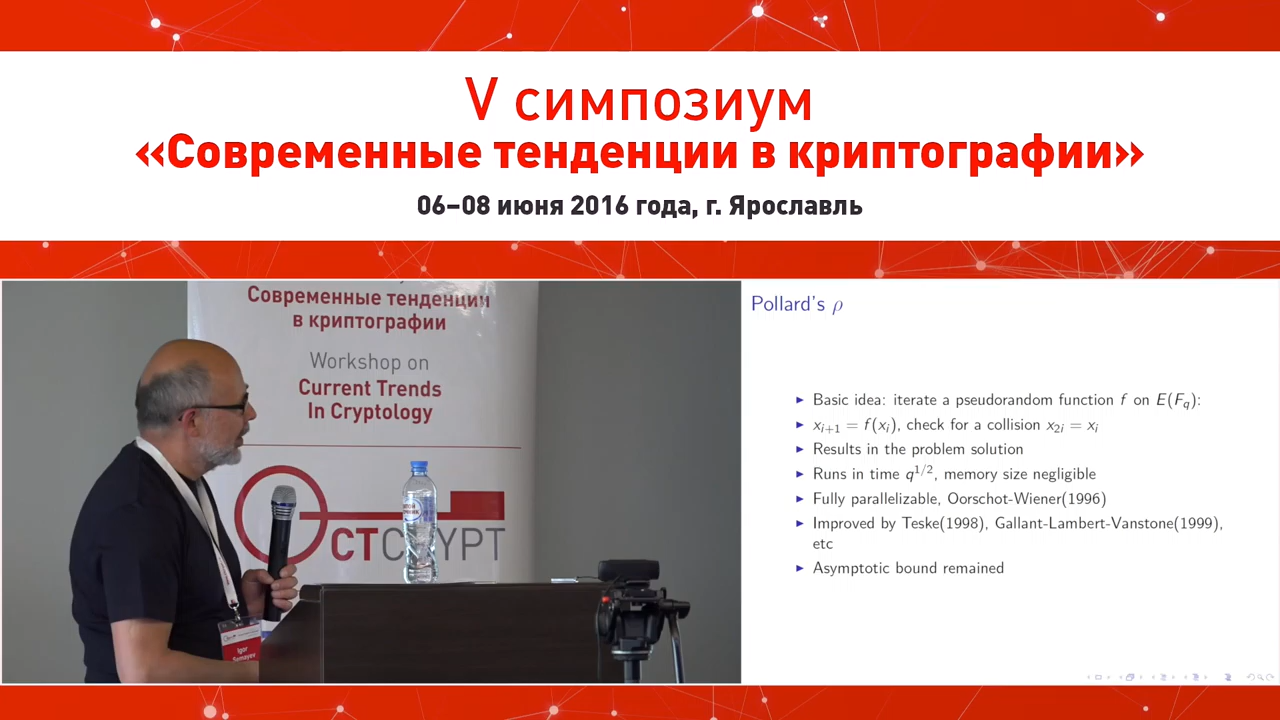 V симпозиум
«Современные тенденции в криптографии»
06–08 июня 2016 года, г. Ярославль
Современные тенденции
в криптографии
Workshop on
Current Trends
In Cryptology
CTCRYPT
Igor
Pollard's ρ
► Basic idea: iterate a pseudorandom function f on E(F_q):
► x_{i+1} = f(x_i), check for a collision x_{2i} = x_i
► Results in the problem solution
► Runs in time q^{1/2}, memory size negligible
► Fully parallelizable, Oorschot-Wiener(1996)
► Improved by Teske(1998), Gallant-Lambert-Vanstone(1999),
etc
► Asymptotic bound remained